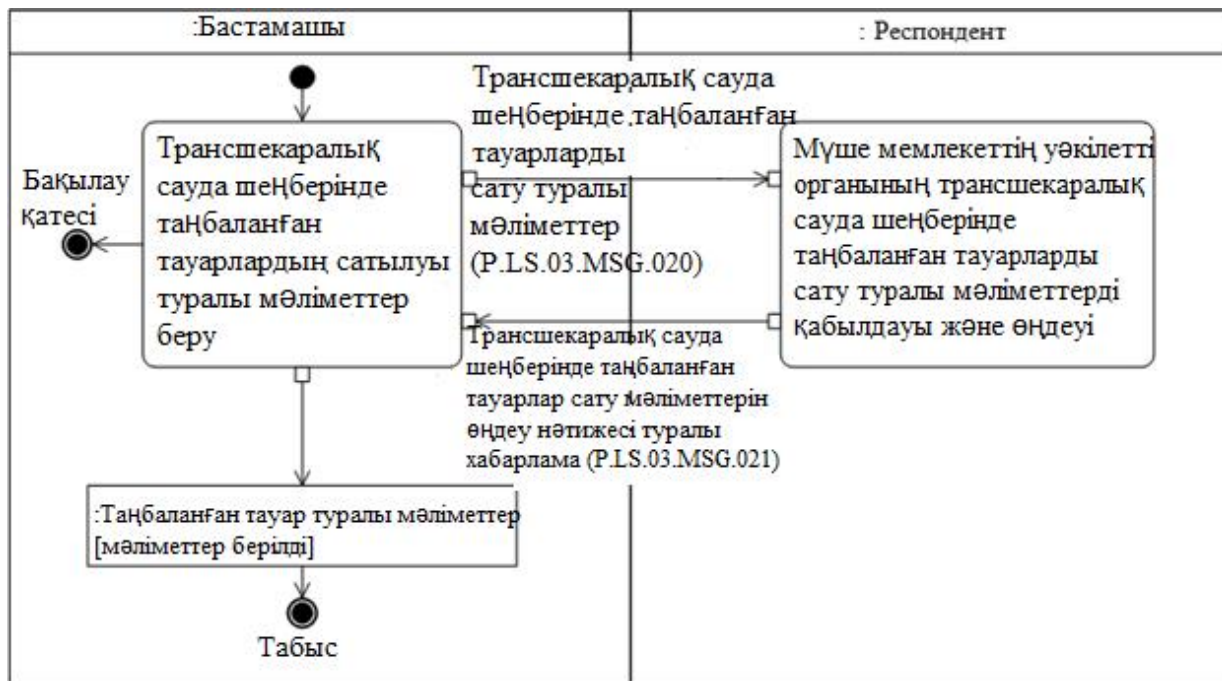 :Бастамашы
: Респондент
Бақылау
қатесі
Трансшекаралық
сауда шеңберінде
таңбаланған
тауарлардың сатылуы
туралы мәліметтер
беру
Трансшекаралық сауда
шеңберінде таңбаланған
тауарларды
сату туралы
мәліметтер
(P.LS.03.MSG.020)
Мүше мемлекеттің уәкілетті
органының трансшекаралық
сауда шеңберінде
таңбаланған тауарларды
сату туралы мәліметтерді
қабылдауы және өңдеуі
Трансшекаралық сауда
шеңберінде таңбаланған
тауарлар сату мәліметтерін
өңдеу нәтижесі туралы
хабарлама (P.LS.03.MSG.021)
:Таңбаланған тауар туралы мәліметтер
[мәліметтер берілді]
Табыс